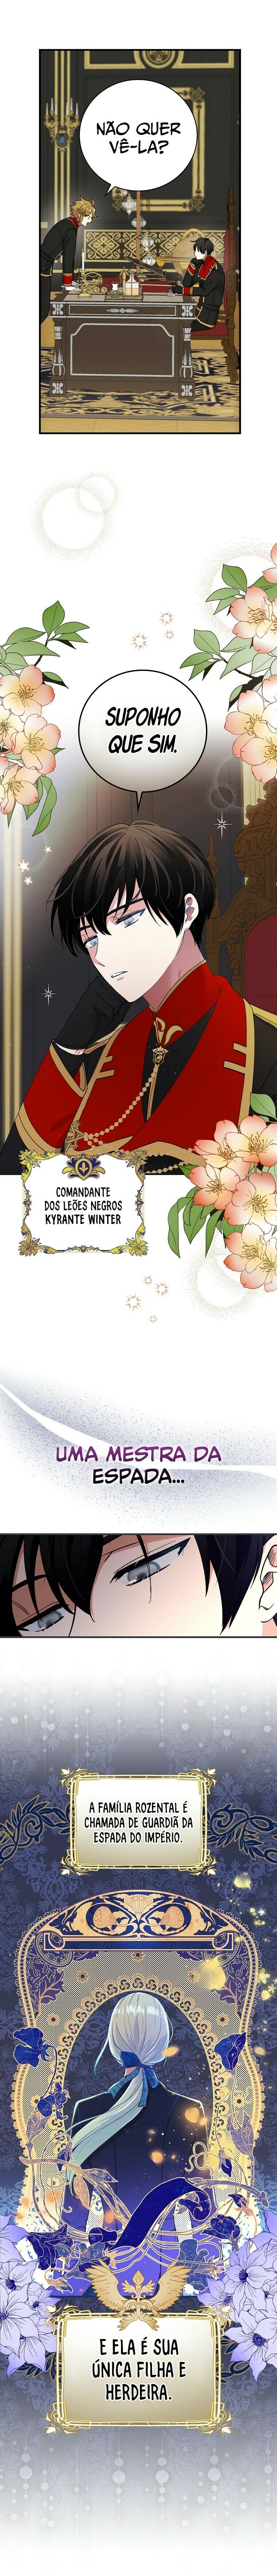 NÃO QUER
VÊ-LA?
SUPONHO
QUE SIM.
COMANDANTE
DOS LEÕES NEGROS
KYRANTE WINTER
UMA MESTRA DA
ESPADA...
A FAMÍLIA ROZENTAL É
CHAMADA DE GUARDIÃ DA
ESPADA DO IMPÉRIO.
E ELA É SUA
ÚNICA FILHA E
HERDEIRA.